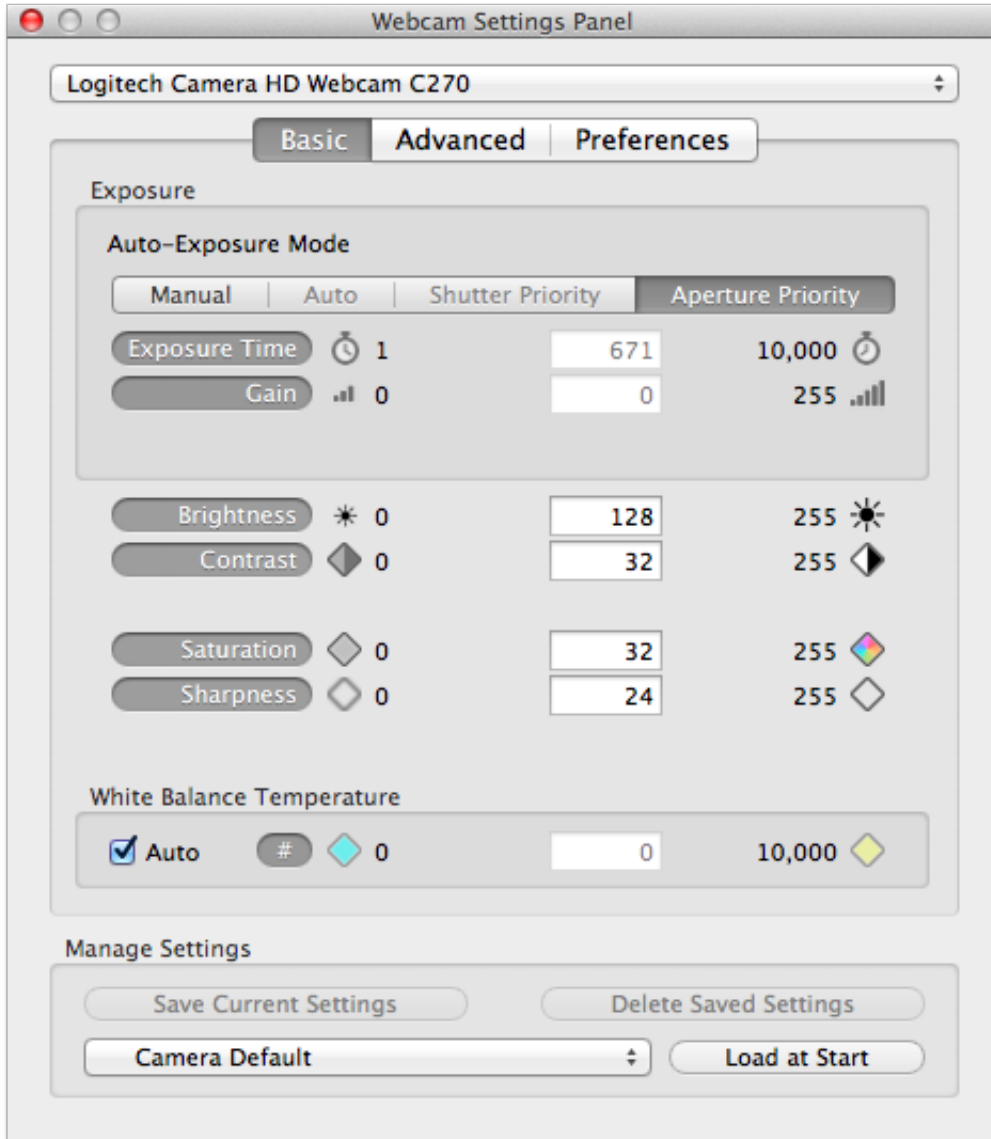 Webcam Settings Panel
Logitech Camera HD Webcam C270
Basic Advanced Preferences
Exposure
Auto-Exposure Mode
Manual Auto Shutter Priority Aperture Priority
Exposure Time 1 671 10,000
Gain 0 0 255
Brightness 0 128 255
Contrast 0 32 255
Saturation 0 32 255
Sharpness 0 24 255
White Balance Temperature
Auto # 0 0 10,000
Manage Settings
Save Current Settings Delete Saved Settings
Camera Default Load at Start